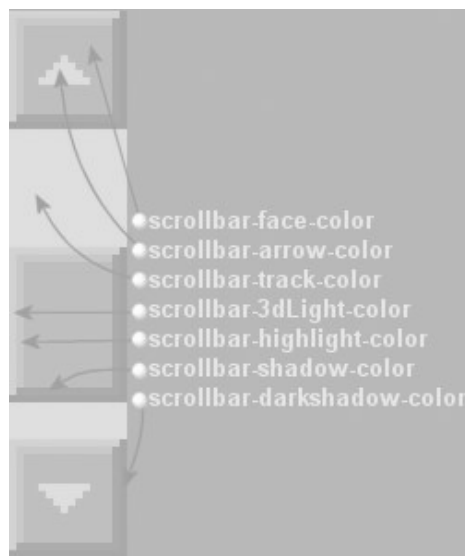 scrollbar-face-color
scrollbar-arrow-color
scrollbar-track-color
scrollbar-3dLight-color
scrollbar-highlight-color
scrollbar-shadow-color
scrollbar-darkshadow-color